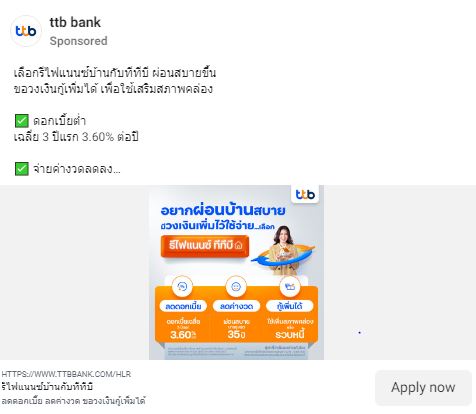 ttb
ttb bank
Sponsored
เลือกรีไฟแนนซ์บ้านกับทีทีบี ผ่อนสบายขึ้น
ขอวงเงินกู้เพิ่มได้ เพื่อใช้เสริมสภาพคล่อง
✅ ดอกเบี้ยต่ำ
เฉลี่ย 3 ปีแรก 3.60% ต่อปี
✅ จ่ายค่างวดลดลง...
ttb
อยากผ่อนบ้านสบาย
มีวงเงินเพิ่มไว้ใช้จ่าย...เลือก
รีไฟแนนซ์ ทีทีบี
ลดดอกเบี้ย ลดค่างวด กู้เพิ่มได้
ดอกเบี้ยเฉลี่ย ผ่อนสบาย ใช้เพิ่มสภาพคล่อง
3.60% 35ปี รวบหนี้
HTTPS://WWW.TTBBANK.COM/HLR
รีไฟแนนซ์บ้านกับทีทีบี
ลดดอกเบี้ย ลดค่างวด ขอวงเงินกู้เพิ่มได้
Apply now